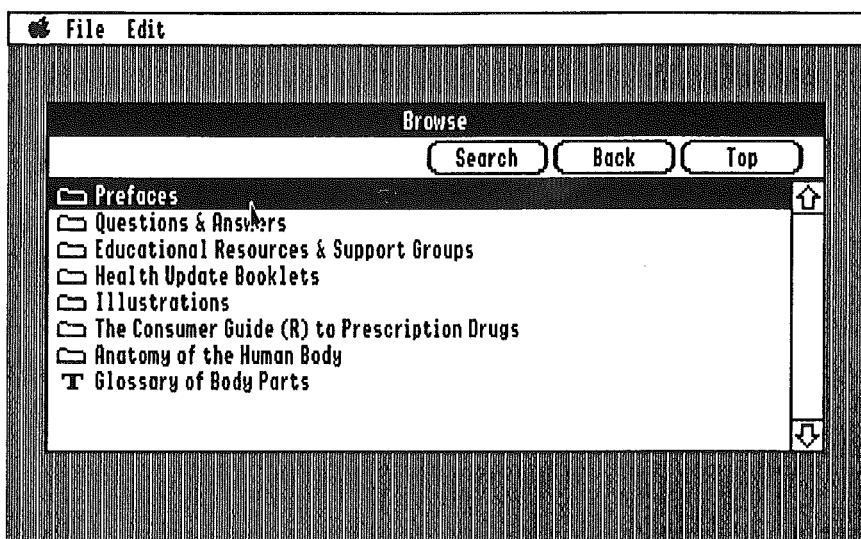 File Edit
Browse
Search Back Top
Prefaces
Questions & Answers
Educational Resources & Support Groups
Health Update Booklets
Illustrations
The Consumer Guide (R) to Prescription Drugs
Anatomy of the Human Body
T Glossary of Body Parts